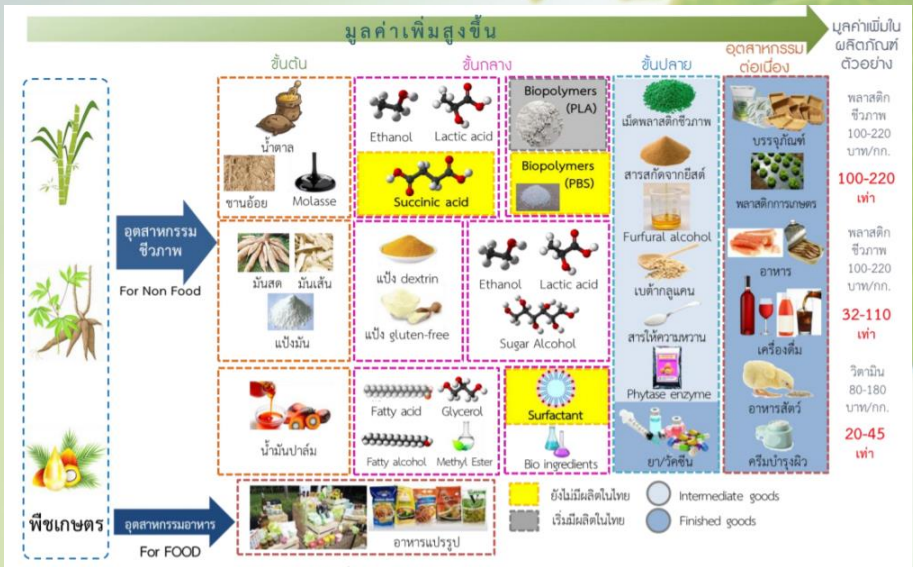 มูลค่าเพิ่มสูงขึ้น
มูลค่าเพิ่มใน
ผลิตภัณฑ์
ตัวอย่าง
ชั้นต้น
ชั้นกลาง
ชั้นปลาย
อุตสาหกรรม
ต่อเนื่อง
น้ำตาล
ชานอ้อย
Molasse
Ethanol
Lactic acid
Succinic acid
Biopolymers
(PLA)
Biopolymers
(PBS)
อุตสาหกรรม
ชีวภาพ
For Non Food
มันสด
มันเส้น
แป้งมัน
แป้ง dextrin
แป้ง gluten-free
Ethanol
Lactic acid
Sugar Alcohol
น้ำมันปาล์ม
Fatty acid
Glycerol
Fatty alcohol
Methyl Ester
Surfactant
Bio ingredients
เม็ดพลาสติกชีวภาพ
สารสกัดจากยีสต์
Furfural alcohol
เบต้ากลูแคน
สารให้ความหวาน
Phytase enzyme
ยา/วัคซีน
บรรจุภัณฑ์
พลาสติกการเกษตร
อาหาร
เครื่องดื่ม
อาหารสัตว์
ครีมบำรุงผิว
พลาสติก
ชีวภาพ
100-220
บาท/กก.
100-220
เท่า
พลาสติก
ชีวภาพ
100-220
บาท/กก.
32-110
เท่า
วิตามิน
80-180
บาท/กก.
20-45
เท่า
พืชเกษตร
อุตสาหกรรมอาหาร
For FOOD
อาหารแปรรูป
ยังไม่มีผลิตในไทย
เริ่มมีผลิตในไทย
Intermediate goods
Finished goods